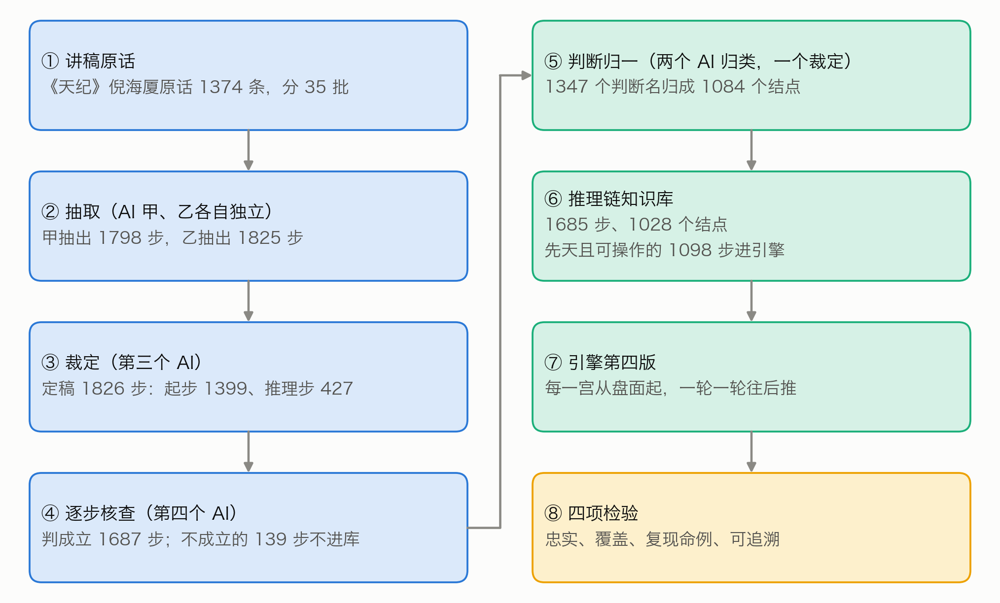 ① 讲稿原话
《天纪》倪海厦原话 1374 条，分 35 批
② 抽取（AI 甲、乙各自独立）
甲抽出 1798 步，乙抽出 1825 步
③ 裁定（第三个 AI）
定稿 1826 步：起步 1399、推理步 427
④ 逐步核查（第四个 AI）
判成立 1687 步；不成立的 139 步不进库
⑤ 判断归一（两个 AI 归类，一个裁定）
1347 个判断名归成 1084 个结点
⑥ 推理链知识库
1685 步、1028 个结点
先天且可操作的 1098 步进引擎
⑦ 引擎第四版
每一宫从盘面起，一轮一轮往后推
⑧ 四项检验
忠实、覆盖、复现命例、可追溯